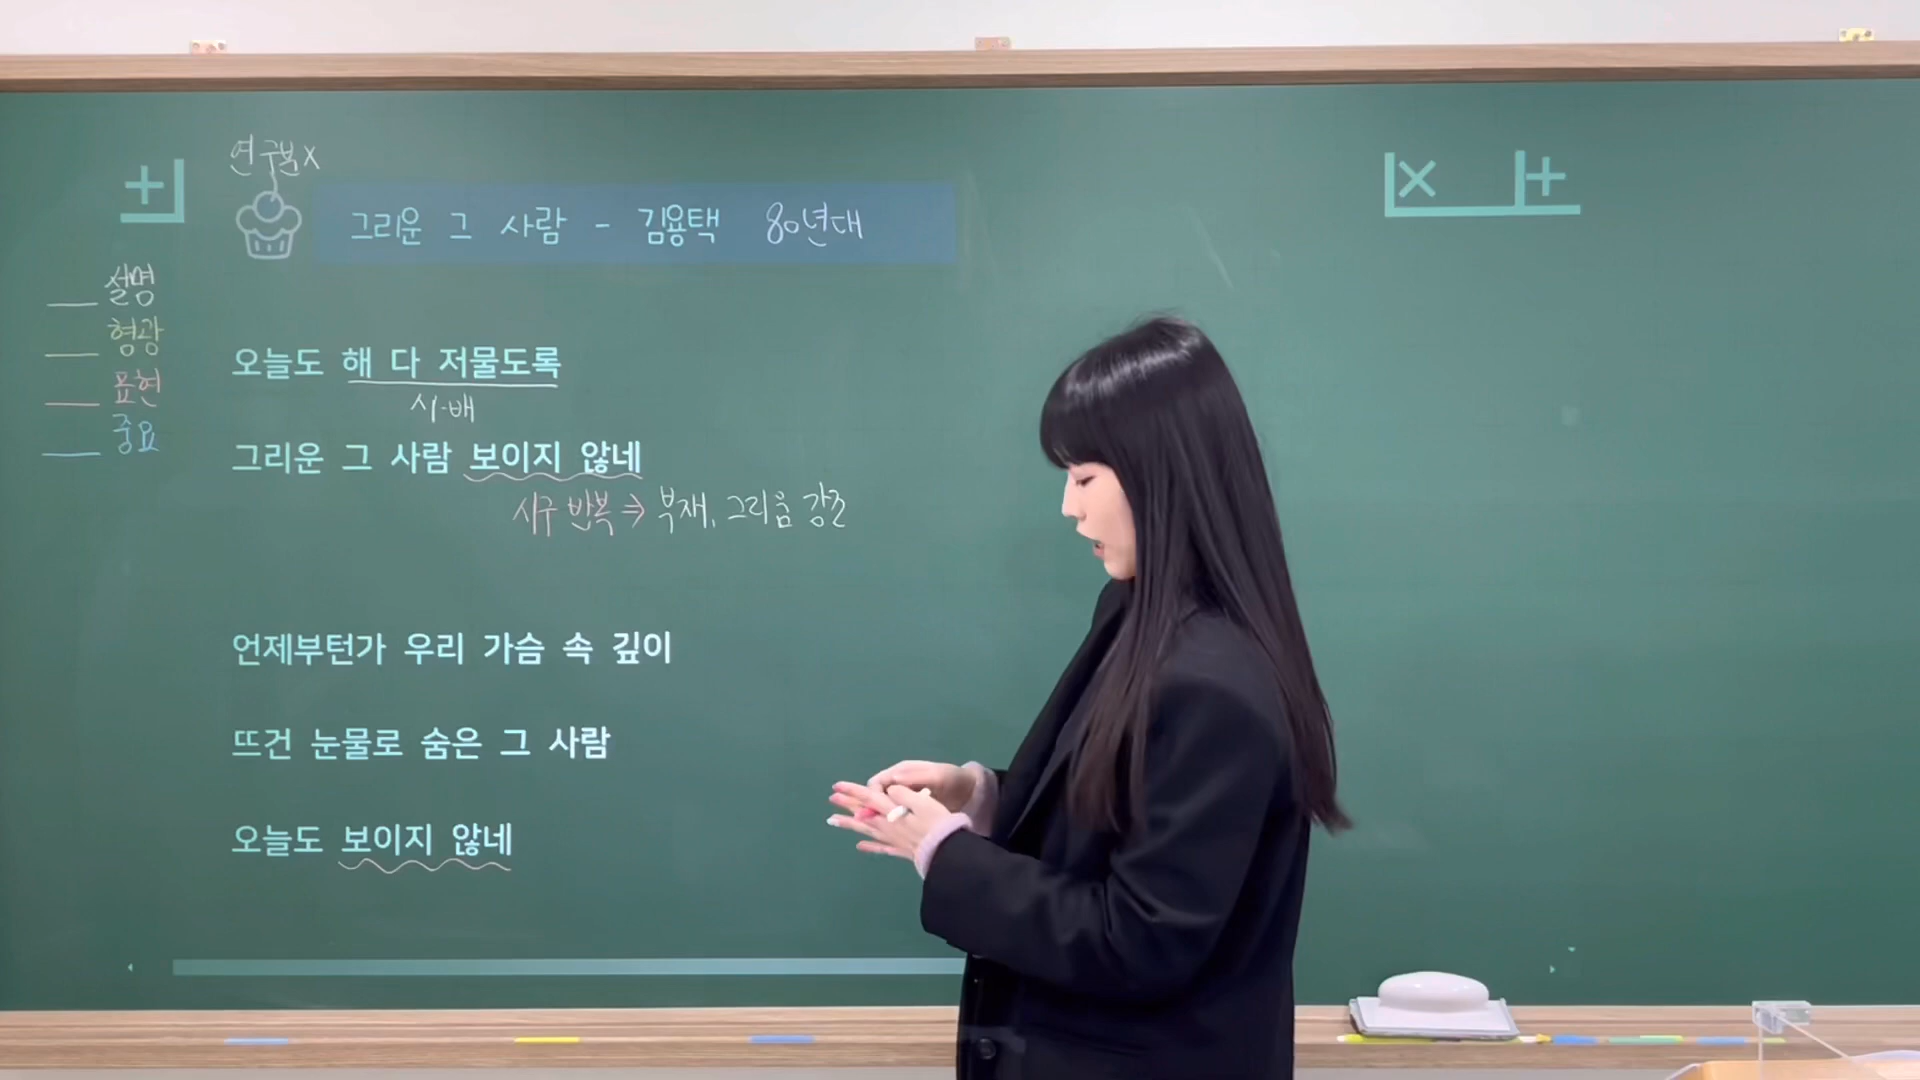 연구분X
그리운 그 사람 - 김용택 80년대
설명
형광
표현
중요
오늘도 해 다 저물도록
시·배
그리운 그 사람 보이지 않네
시구 반복 ⇒ 부재, 그리움 강조
언제부턴가 우리 가슴 속 깊이
뜨건 눈물로 숨은 그 사람
오늘도 보이지 않네